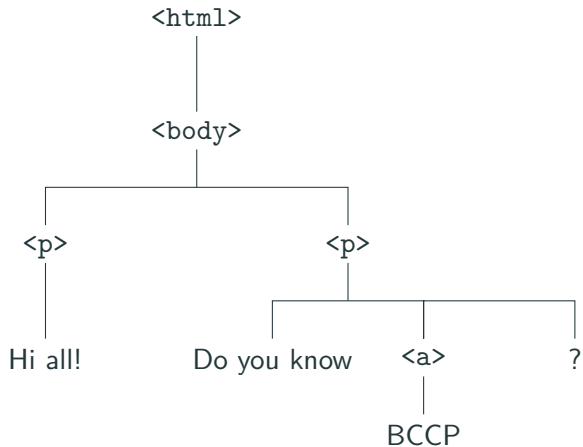 <html>
<body>
<p> <p>
Hi all! Do you know <a> ?
BCCP